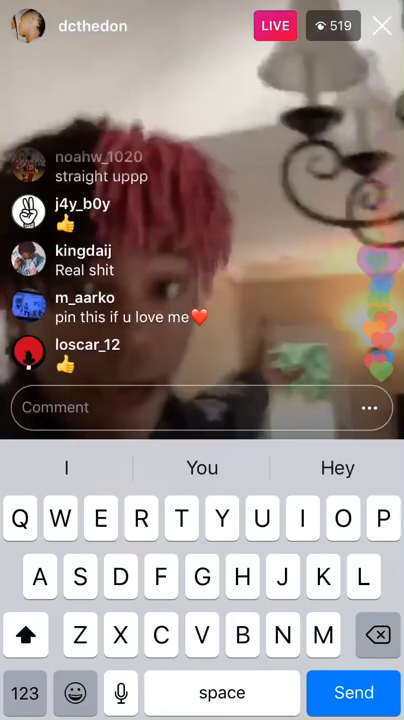 dcthedon
LIVE
519
noahw_1020
straight uppp
j4y_b0y
👍
kingdaij
Real shit
m_aarko
pin this if u love me❤️
loscar_12
👍
Comment
I You Hey
Q W E R T Y U I O P
A S D F G H J K L
Z X C V B N M
123 space Send